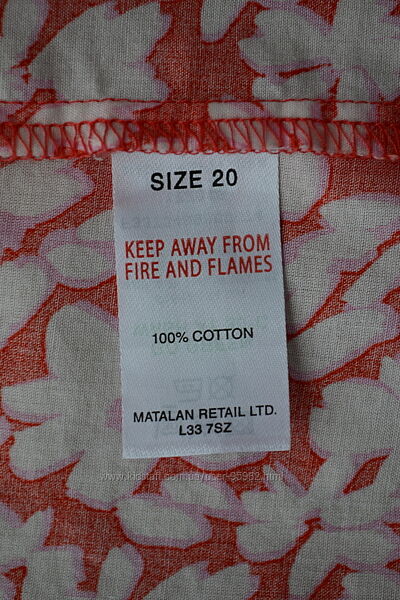 SIZE 20
KEEP AWAY FROM
FIRE AND FLAMES
100% COTTON
MATALAN RETAIL LTD.
L33 7SZ